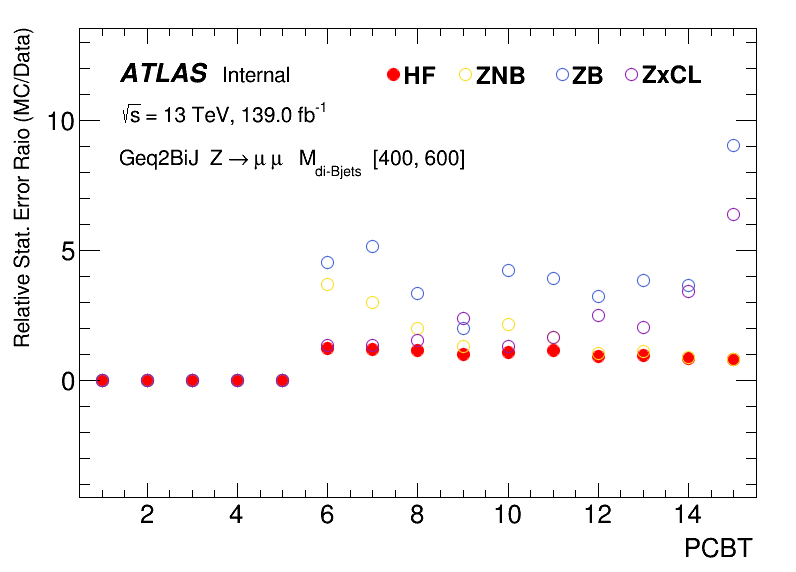 Relative Stat. Error Raio (MC/Data)
ATLAS Internal
HF ZNB ZB ZxCL
√s = 13 TeV, 139.0 fb⁻¹
Geq2BiJ Z → μ μ M_di-Bjets [400, 600]
10
5
0
2 4 6 8 10 12 14
PCBT